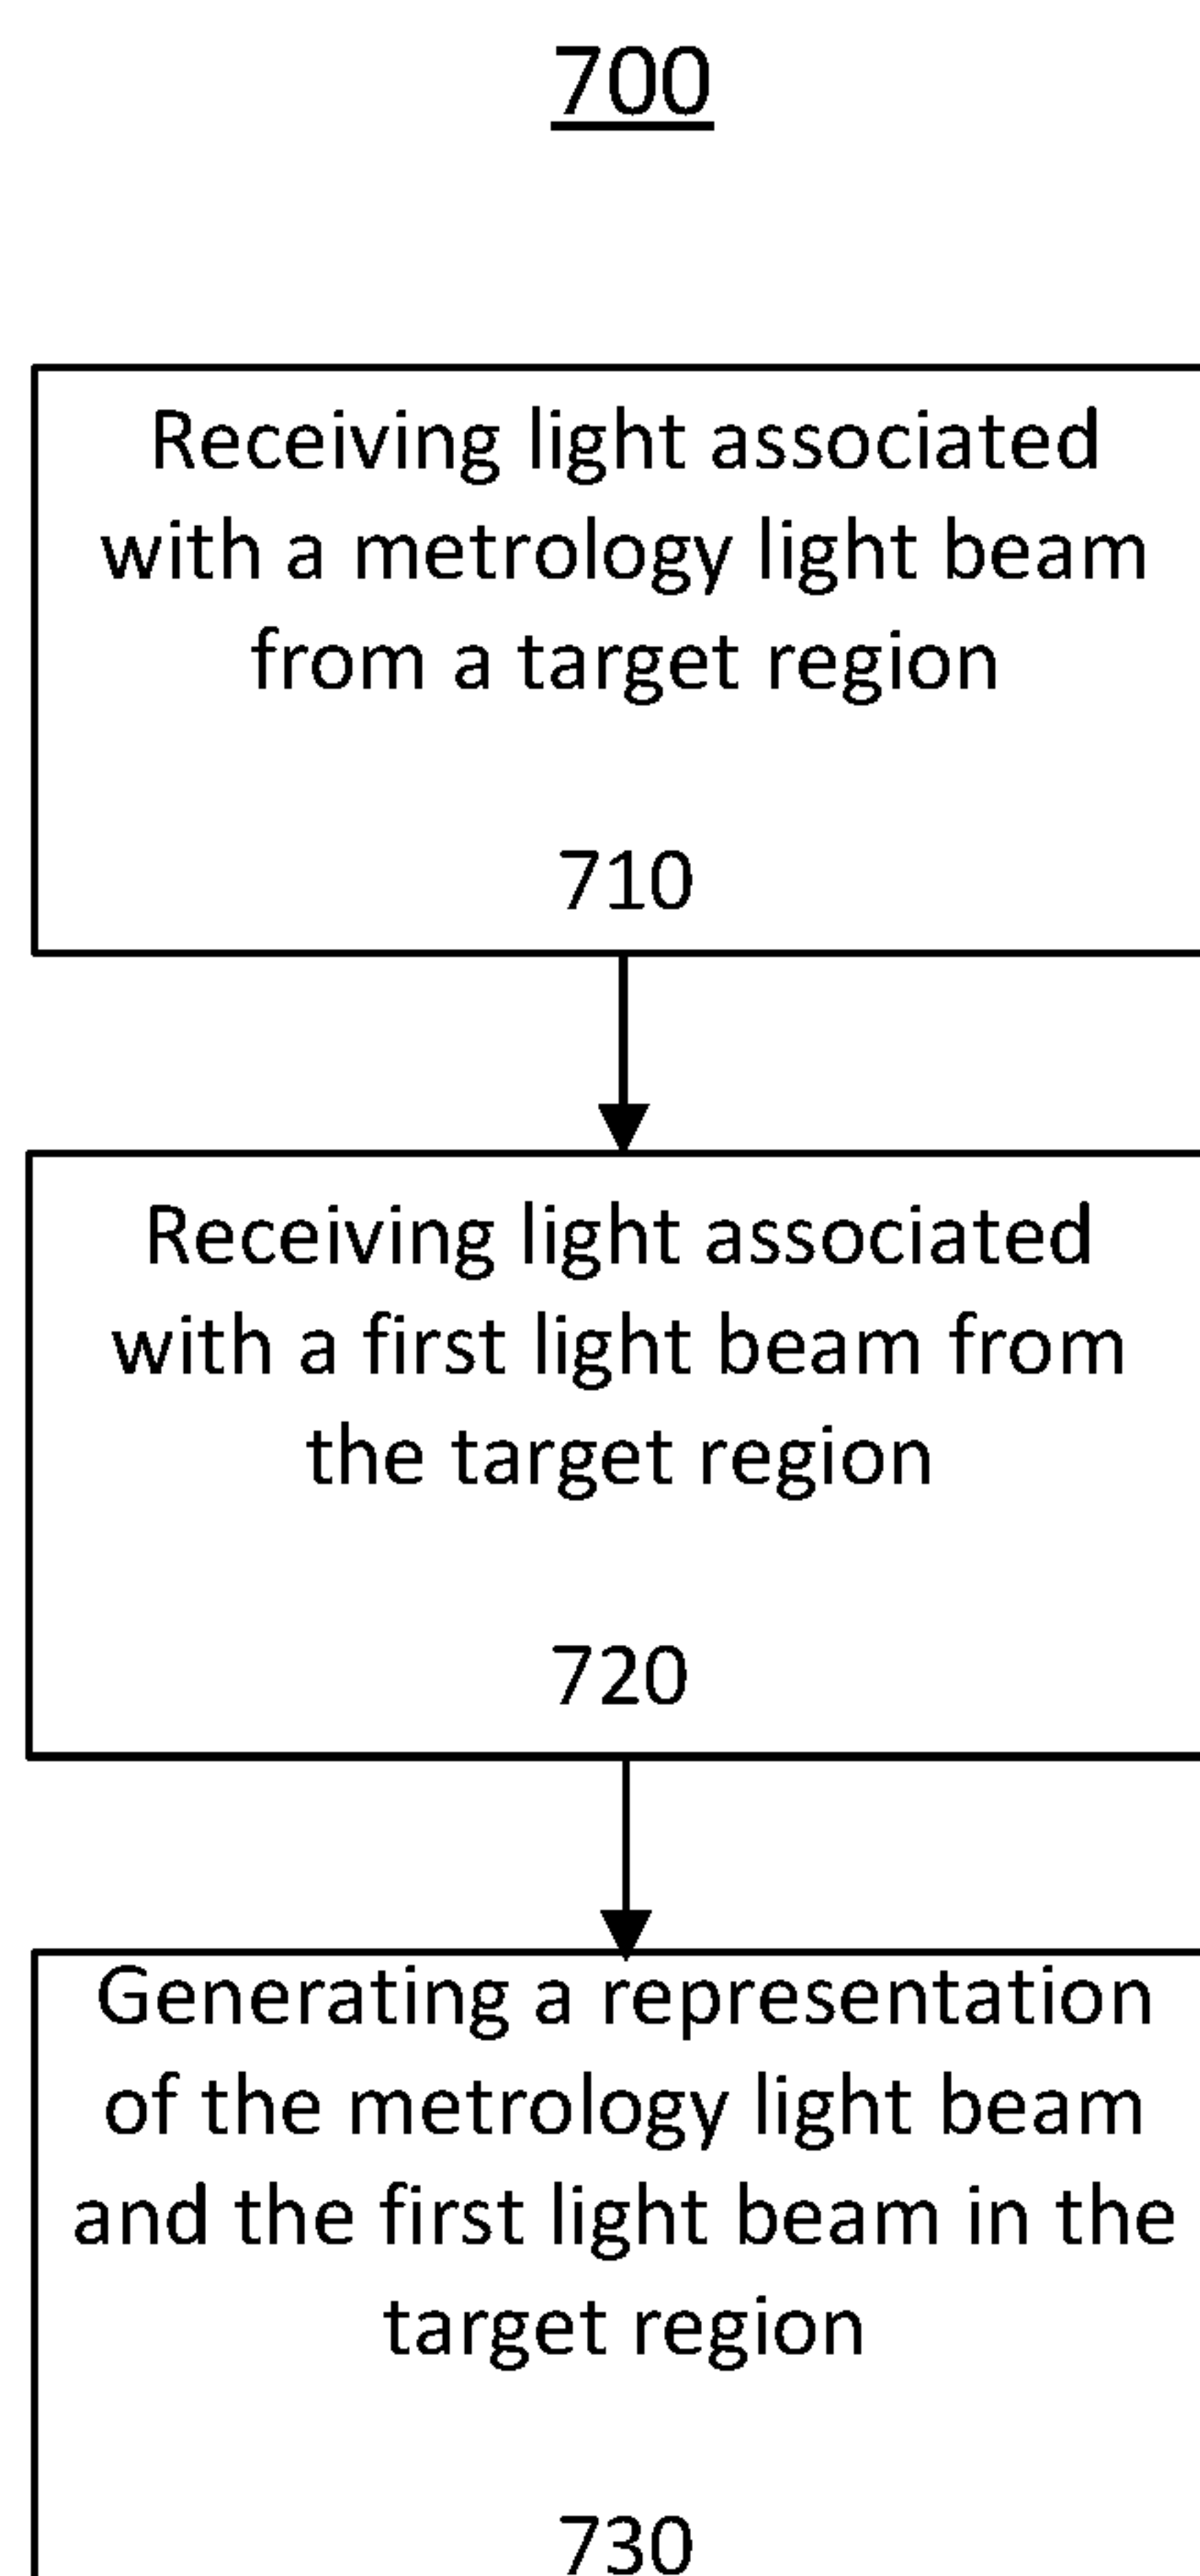 700
Receiving light associated
with a metrology light beam
from a target region
710
Receiving light associated
with a first light beam from
the target region
720
Generating a representation
of the metrology light beam
and the first light beam in the
target region
730